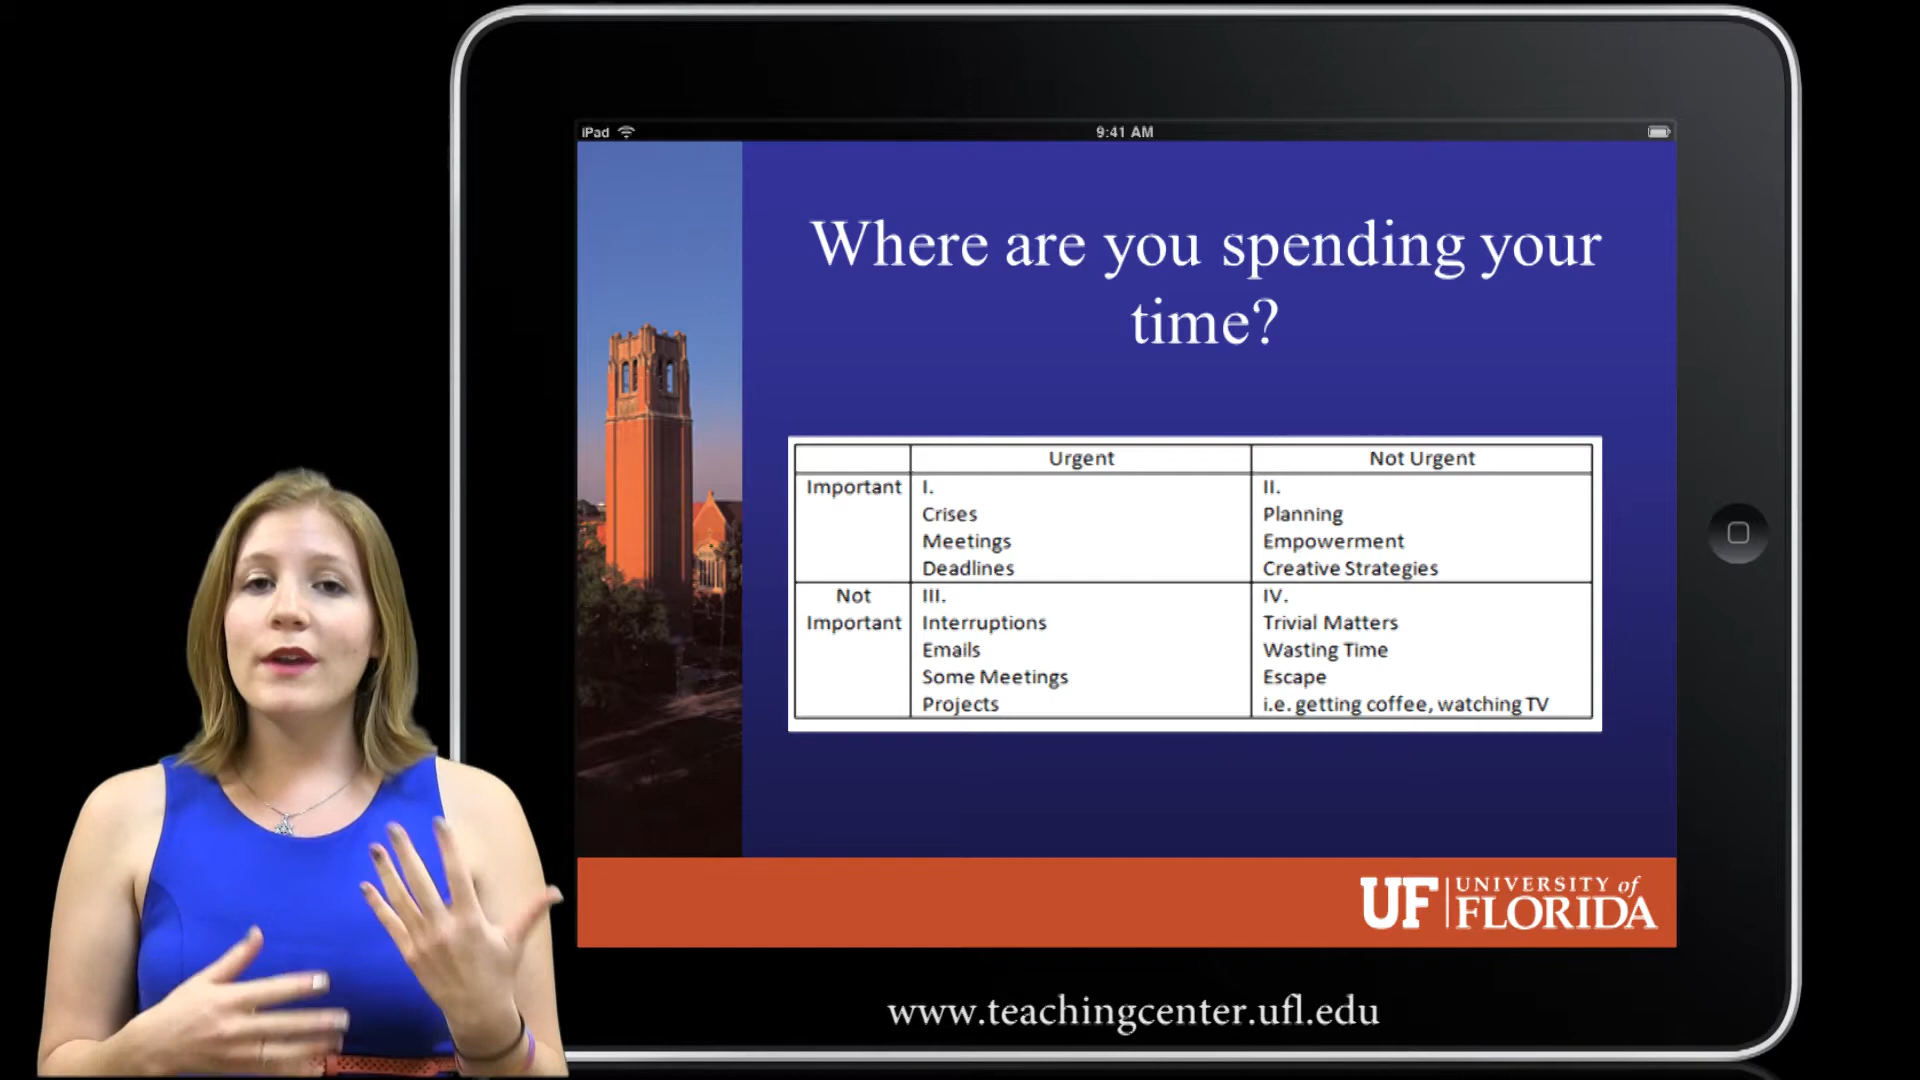 iPad
9:41 AM
Where are you spending your
time?
Urgent
Not Urgent
Important
I.
Crises
Meetings
Deadlines
II.
Planning
Empowerment
Creative Strategies
Not
Important
III.
Interruptions
Emails
Some Meetings
Projects
IV.
Trivial Matters
Wasting Time
Escape
i.e. getting coffee, watching TV
UF
UNIVERSITY of
FLORIDA
www.teachingcenter.ufl.edu